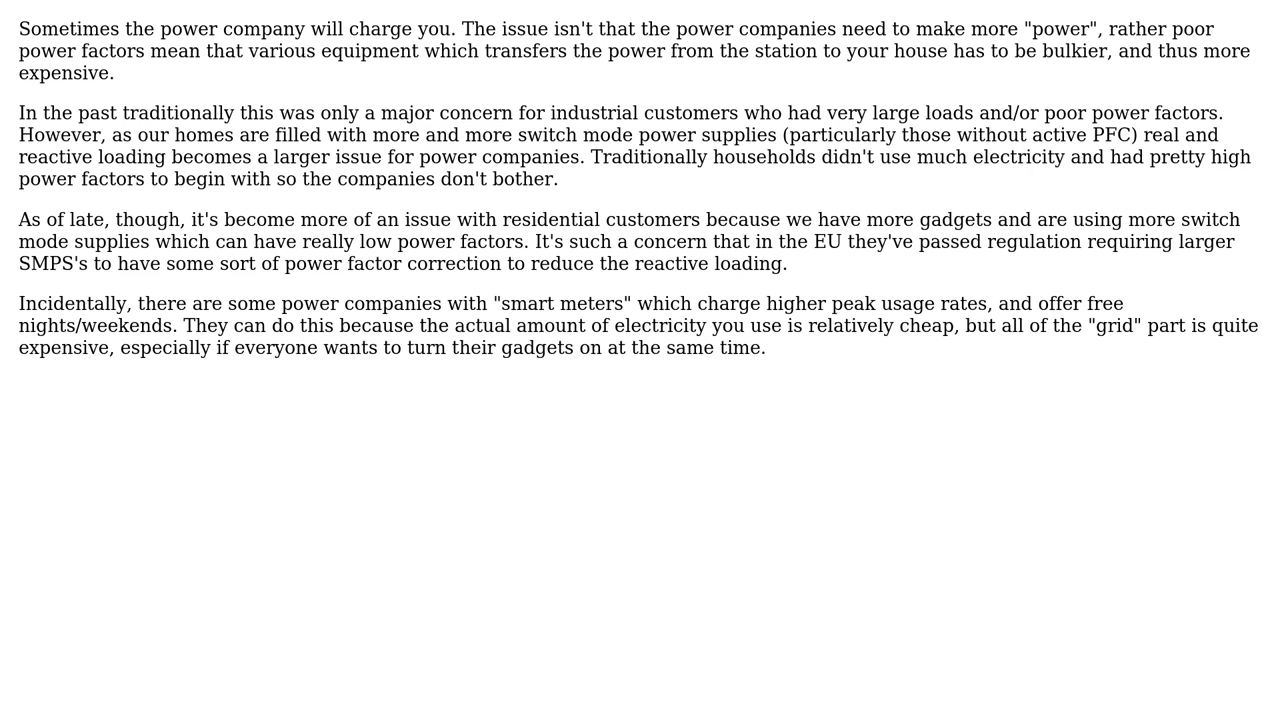 Sometimes the power company will charge you. The issue isn't that the power companies need to make more "power", rather poor
power factors mean that various equipment which transfers the power from the station to your house has to be bulkier, and thus more
expensive.
In the past traditionally this was only a major concern for industrial customers who had very large loads and/or poor power factors.
However, as our homes are filled with more and more switch mode power supplies (particularly those without active PFC) real and
reactive loading becomes a larger issue for power companies. Traditionally households didn't use much electricity and had pretty high
power factors to begin with so the companies don't bother.
As of late, though, it's become more of an issue with residential customers because we have more gadgets and are using more switch
mode supplies which can have really low power factors. It's such a concern that in the EU they've passed regulation requiring larger
SMPS's to have some sort of power factor correction to reduce the reactive loading.
Incidentally, there are some power companies with "smart meters" which charge higher peak usage rates, and offer free
nights/weekends. They can do this because the actual amount of electricity you use is relatively cheap, but all of the "grid" part is quite
expensive, especially if everyone wants to turn their gadgets on at the same time.